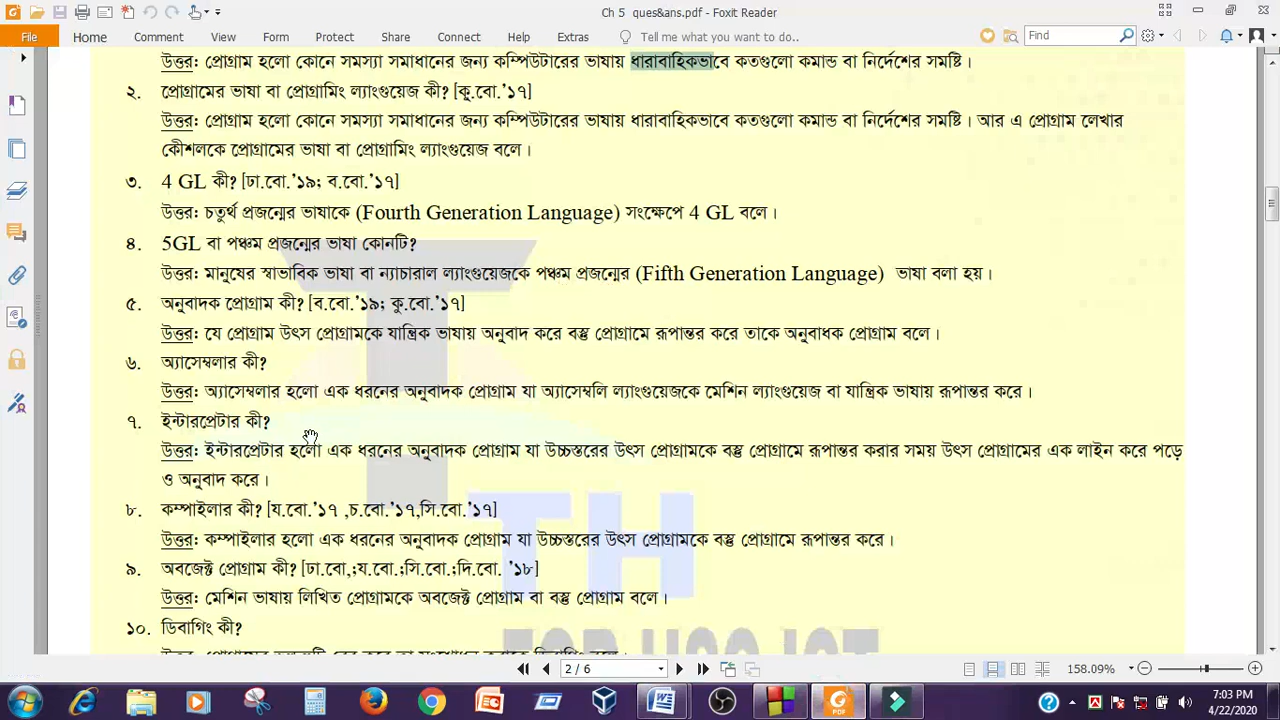 Ch 5 ques&ans.pdf - Foxit Reader
File Home Comment View Form Protect Share Connect Help Extras Tell me what you want to do.. Find
উত্তর: প্রোগ্রাম হলো কোনে সমস্যা সমাধানের জন্য কম্পিউটারের ভাষায় ধারাবাহিকভাবে কতগুলো কমান্ড বা নির্দেশের সমষ্টি।
২. প্রোগ্রামের ভাষা বা প্রোগ্রামিং ল্যাংগুয়েজ কী? [কু.বো.'১৭]
উত্তর: প্রোগ্রাম হলো কোনে সমস্যা সমাধানের জন্য কম্পিউটারের ভাষায় ধারাবাহিকভাবে কতগুলো কমান্ড বা নির্দেশের সমষ্টি। আর এ প্রোগ্রাম লেখার
কৌশলকে প্রোগ্রামের ভাষা বা প্রোগ্রামিং ল্যাংগুয়েজ বলে।
৩. 4 GL কী? [ঢা.বো.'১৯; ব.বো.'১৭]
উত্তর: চতুর্থ প্রজন্মের ভাষাকে (Fourth Generation Language) সংক্ষেপে 4 GL বলে।
৪. 5GL বা পঞ্চম প্রজন্মের ভাষা কোনটি?
উত্তর: মানুষের স্বাভাবিক ভাষা বা ন্যাচারাল ল্যাংগুয়েজকে পঞ্চম প্রজন্মের (Fifth Generation Language) ভাষা বলা হয়।
৫. অনুবাদক প্রোগ্রাম কী? [ব.বো.'১৯; কু.বো.'১৭]
উত্তর: যে প্রোগ্রাম উৎস প্রোগ্রামকে যান্ত্রিক ভাষায় অনুবাদ করে বস্তু প্রোগ্রামে রূপান্তর করে তাকে অনুবাধক প্রোগ্রাম বলে।
৬. অ্যাসেম্বলার কী?
উত্তর: অ্যাসেম্বলার হলো এক ধরনের অনুবাদক প্রোগ্রাম যা অ্যাসেম্বলি ল্যাংগুয়েজকে মেশিন ল্যাংগুয়েজ বা যান্ত্রিক ভাষায় রূপান্তর করে।
৭. ইন্টারপ্রেটার কী?
উত্তর: ইন্টারপ্রেটার হলো এক ধরনের অনুবাদক প্রোগ্রাম যা উচ্চস্তরের উৎস প্রোগ্রামকে বস্তু প্রোগ্রামে রূপান্তর করার সময় উৎস প্রোগ্রামের এক লাইন করে পড়ে
ও অনুবাদ করে।
৮. কম্পাইলার কী? [য.বো.'১৭ ,চ.বো.'১৭,সি.বো.'১৭]
উত্তর: কম্পাইলার হলো এক ধরনের অনুবাদক প্রোগ্রাম যা উচ্চস্তরের উৎস প্রোগ্রামকে বস্তু প্রোগ্রামে রূপান্তর করে।
৯. অবজেক্ট প্রোগ্রাম কী? [ঢা.বো,;য.বো.;সি.বো.;দি.বো. '১৮]
উত্তর: মেশিন ভাষায় লিখিত প্রোগ্রামকে অবজেক্ট প্রোগ্রাম বা বস্তু প্রোগ্রাম বলে।
TH
১০. ডিবাগিং কী?
FOR HSC ICT
2 / 6 158.09%
7:03 PM
4/22/2020